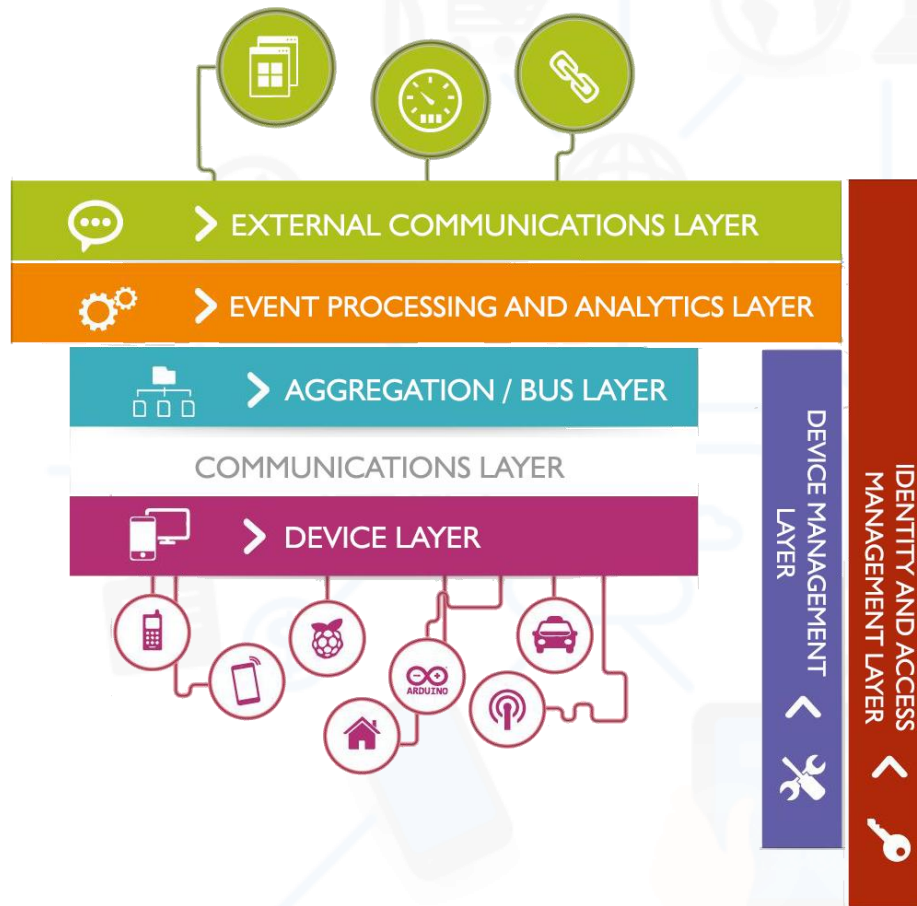 EXTERNAL COMMUNICATIONS LAYER
EVENT PROCESSING AND ANALYTICS LAYER
AGGREGATION / BUS LAYER
COMMUNICATIONS LAYER
DEVICE LAYER
ARDUINO
DEVICE MANAGEMENT
LAYER
IDENTITY AND ACCESS
MANAGEMENT LAYER